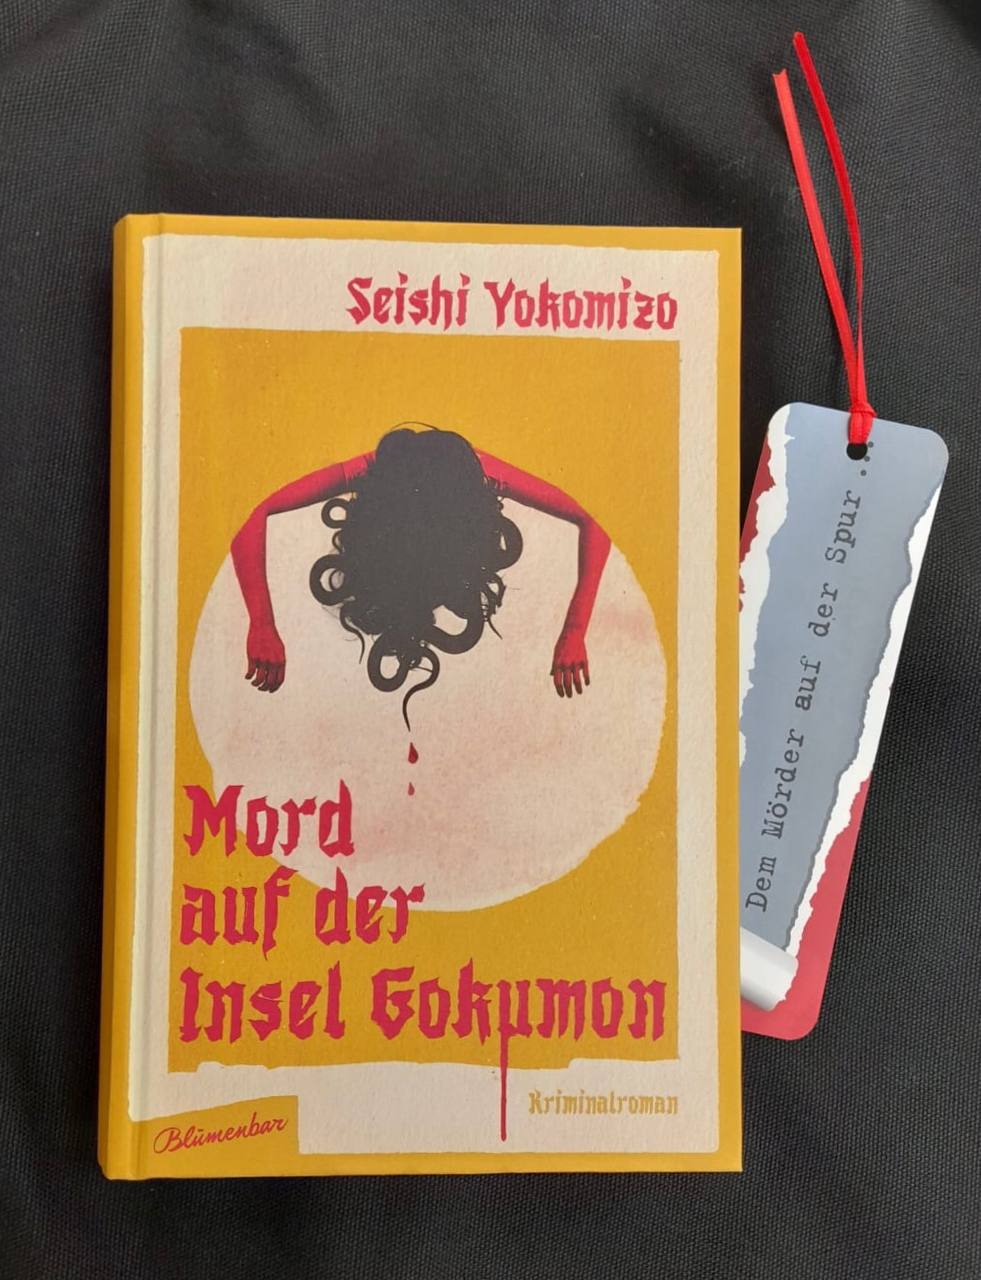 Seishi Yokomizo
Mord
auf der
Insel Gokumon
Kriminalroman
Blumenbar
Dem Mörder auf der Spur ...